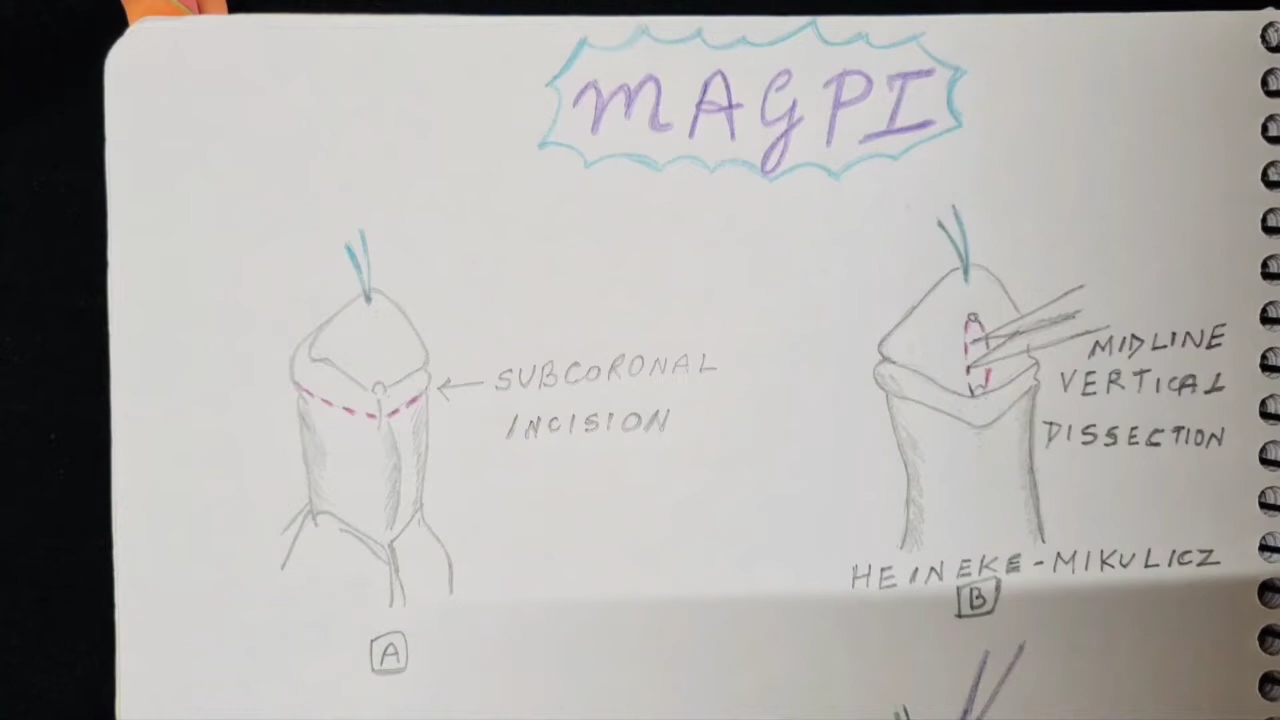 MAGPI
← SUBCORONAL
INCISION
A
MIDLINE
VERTICAL
DISSECTION
HEINEKE-MIKULICZ
B